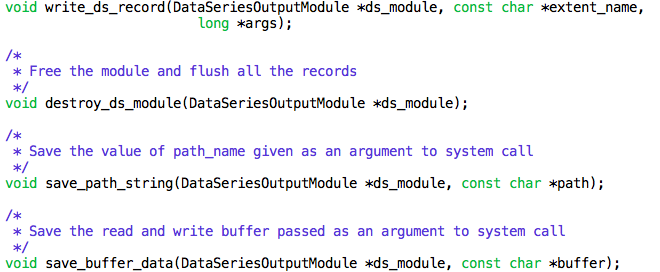 void write_ds_record(DataSeriesOutputModule *ds_module, const char *extent_name,
                        long *args);

/*
 * Free the module and flush all the records
 */
void destroy_ds_module(DataSeriesOutputModule *ds_module);

/*
 * Save the value of path_name given as an argument to system call
 */
void save_path_string(DataSeriesOutputModule *ds_module, const char *path);

/*
 * Save the read and write buffer passed as an argument to system call
 */
void save_buffer_data(DataSeriesOutputModule *ds_module, const char *buffer);